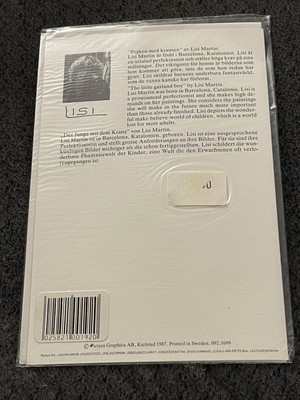 "Pojken med kransen" av Lisi Martin.
Lisi Martin är född i Barcelona, Katalonien. Lisi är
en uttalad perfektionist och ställer höga krav på sina
målningar. Det viktigaste för henne är bilderna som
hon kommer att göra, inte de som hon redan har
gjort. Lisi skildrar barnens underbara fantasivärld,
som de vuxna kanske har förlorat.
"The little garland boy" by Lisi Martin.
Lisi Martin was born in Barcelona, Catalonia. Lisi is
a pronounced perfectionist and she makes high de-
mands on her paintings. She considers the paintings
she will make in the future much more important
than those already finished. Lisi depicts the wonder-
ful make believe-world of children, which is a world
lost for most adults.
LISI
"Der Junge mit dem Kranz" von Lisi Martin.
Lisi Martin ist in Barcelona, Katalonien, geboren. Lisi ist eine ausgesprochene
Perfektionistin und stellt grosse Anforderungen an ihre Bilder. Für sie sind ihre
künftigen Bilder wichtiger als die schon fertiggestellten. Lisi schildert die wun-
derbare Phantasiewelt der Kinder, eine Welt die den Erwachsenen oft verlo-
rengegangen ist.
0258210019206
© Pictura Graphica AB, Karlstad 1987. Printed in Sweden.